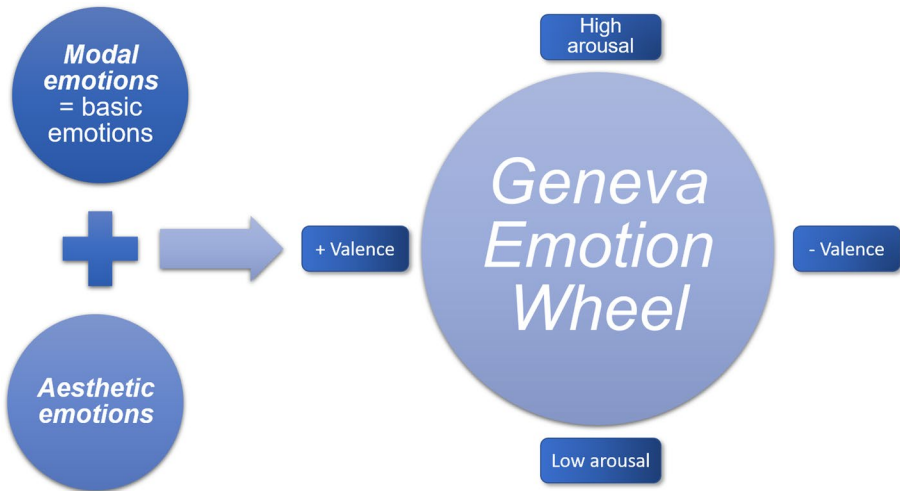 Modal
emotions
= basic
emotions
Aesthetic
emotions
High
arousal
+ Valence
Geneva
Emotion
Wheel
- Valence
Low arousal